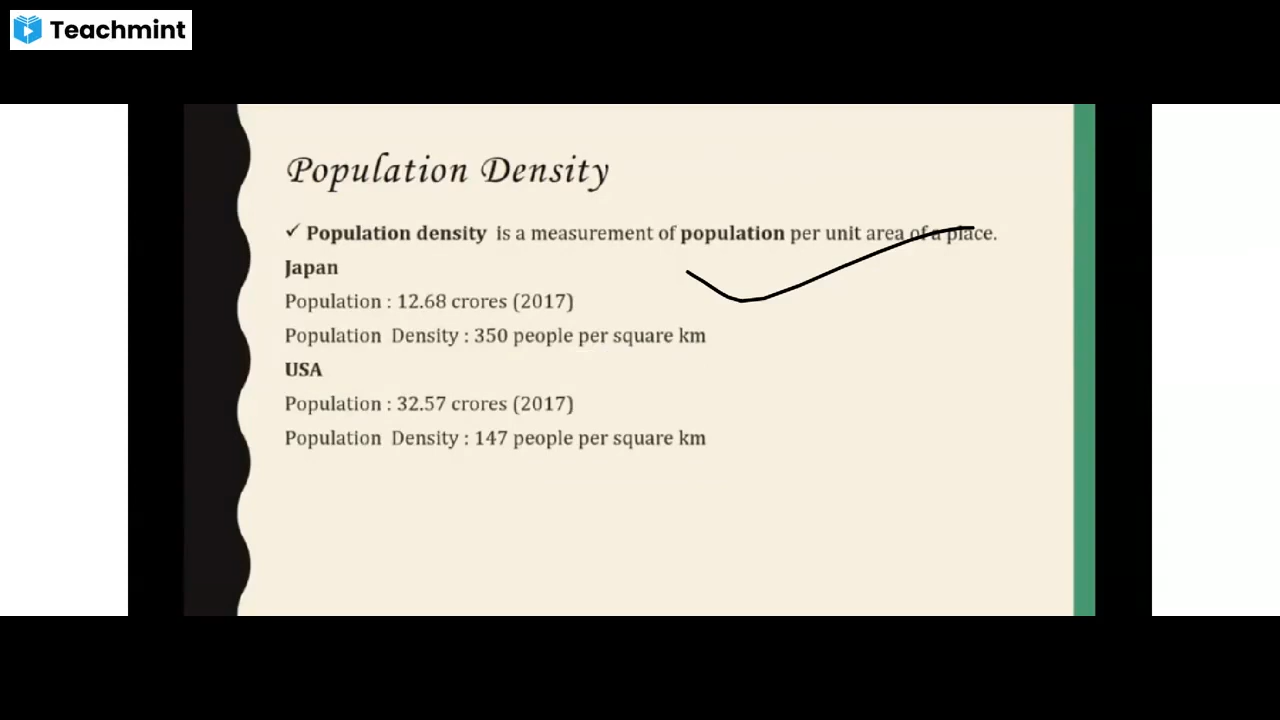 Teachmint
Population Density
✓ Population density is a measurement of population per unit area of a place.
Japan
Population : 12.68 crores (2017)
Population Density : 350 people per square km
USA
Population : 32.57 crores (2017)
Population Density : 147 people per square km